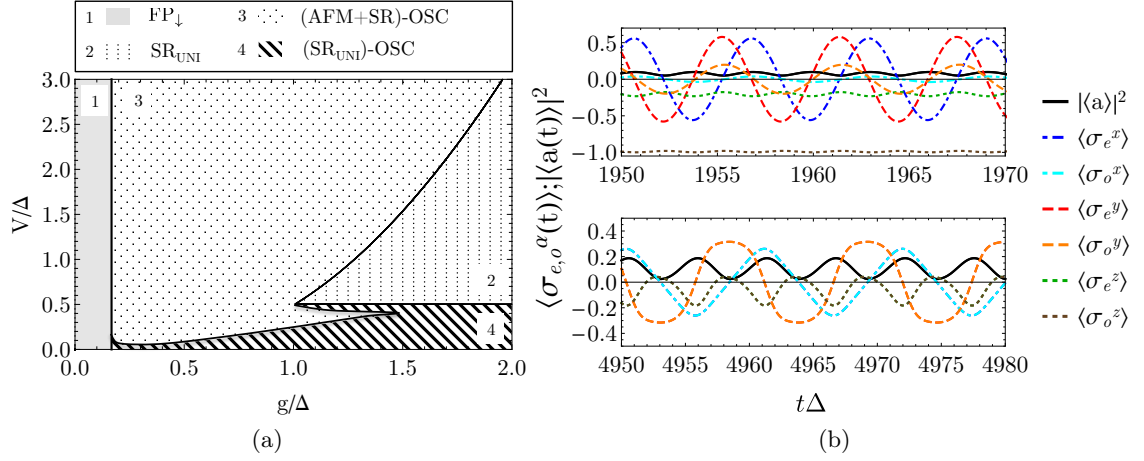 1 FP↓ 3 (AFM+SR)-OSC
2 SR_UNI 4 (SR_UNI)-OSC
V/Δ
3.0
2.5
2.0
1.5
1.0
0.5
0.0
1
3
2
4
0.0 0.5 1.0 1.5 2.0
g/Δ
(a)
⟨σ_{e,o}^α(t)⟩;|⟨a(t)⟩|²
0.5
0.0
−0.5
−1.0
1950 1955 1960 1965 1970
0.4
0.2
0.0
−0.2
−0.4
4950 4960 4965 4970 4975 4980
tΔ
(b)
|⟨a⟩|²
⟨σ_e^x⟩
⟨σ_o^x⟩
⟨σ_e^y⟩
⟨σ_o^y⟩
⟨σ_e^z⟩
⟨σ_o^z⟩